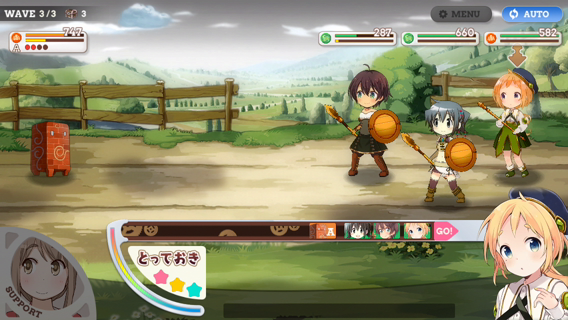 WAVE 3/3 3
MENU
AUTO
747
A
287
660
582
A
GO!
とっておき
SUPPORT